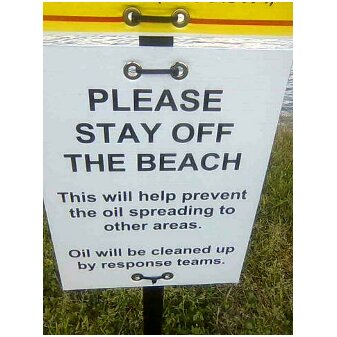 PLEASE
STAY OFF
THE BEACH
This will help prevent
the oil spreading to
other areas.
Oil will be cleaned up
by response teams.